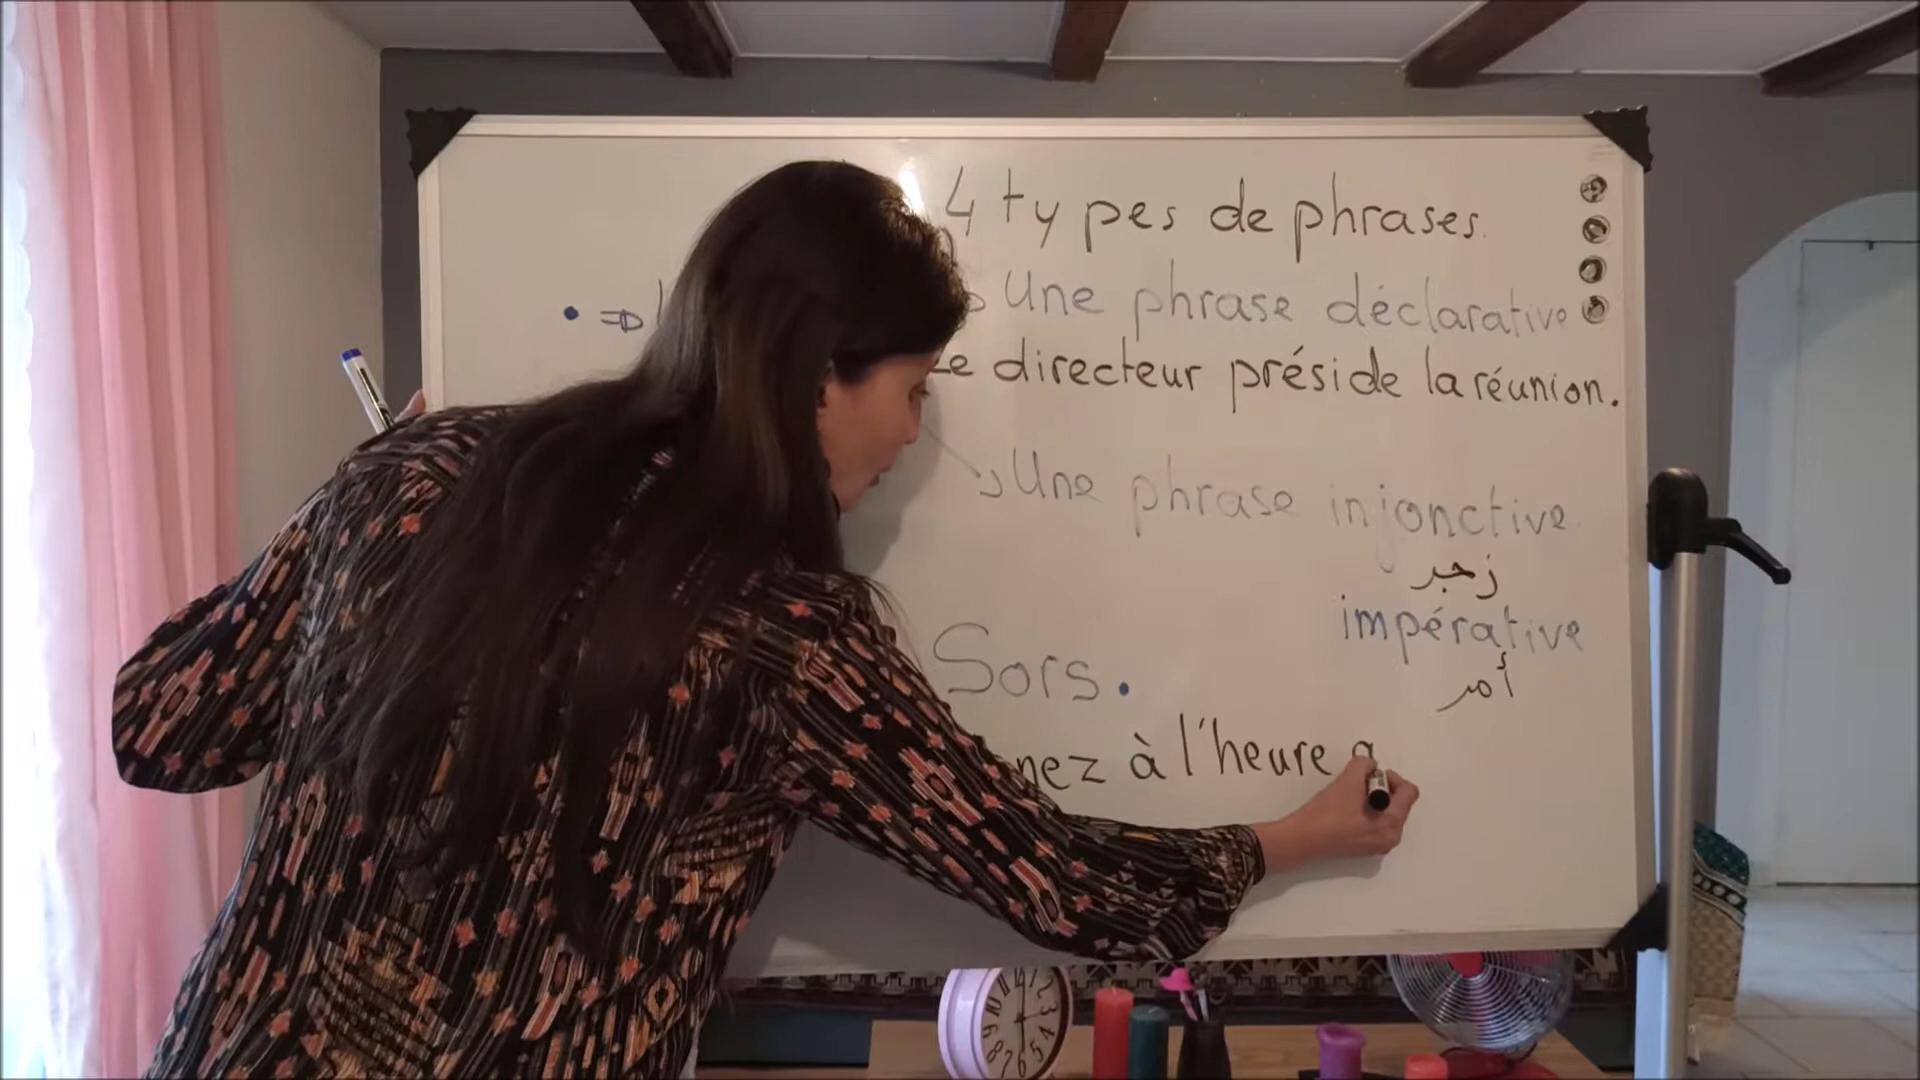 4 types de phrases.
Une phrase déclarative
Le directeur préside la réunion.
Une phrase injonctive
زجر
impérative
أمر
Sors.
nez à l'heure a